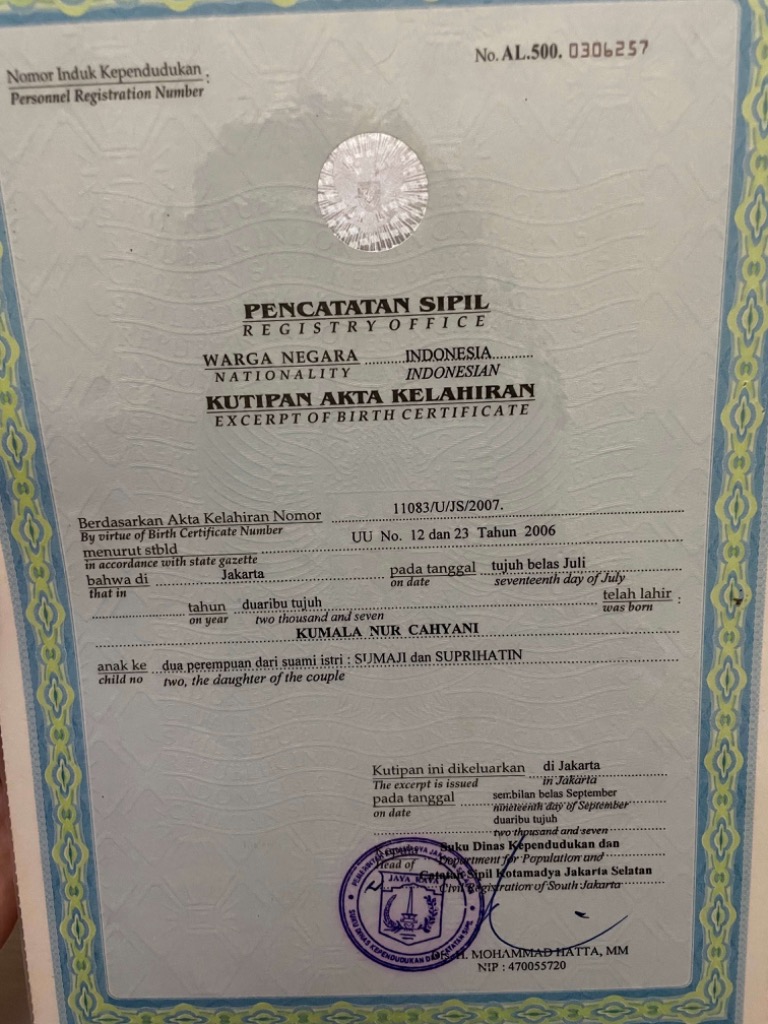 No. AL.500. 0306257
Nomor Induk Kependudukan :
Personnel Registration Number
PENCATATAN SIPIL
REGISTRY OFFICE
WARGA NEGARA ..........INDONESIA..........
NATIONALITY INDONESIAN
KUTIPAN AKTA KELAHIRAN
EXCERPT OF BIRTH CERTIFICATE
Berdasarkan Akta Kelahiran Nomor 11083/U/JS/2007.
By virtue of Birth Certificate Number
menurut stbld UU No. 12 dan 23 Tahun 2006
in accordance with state gazette
bahwa di Jakarta pada tanggal tujuh belas Juli
that in on date seventeenth day of July
tahun duaribu tujuh telah lahir :
on year two thousand and seven was born
KUMALA NUR CAHYANI
anak ke dua perempuan dari suami istri : SUMAJI dan SUPRIHATIN
child no two, the daughter of the couple
Kutipan ini dikeluarkan di Jakarta
The excerpt is issued in Jakarta
pada tanggal sembilan belas September
on date nineteenth day of September
duaribu tujuh
two thousand and seven
Suku Dinas Kependudukan dan
Head of Department for Population and
Catatan Sipil Kotamadya Jakarta Selatan
Civil Registration of South Jakarta
JAYA RAYA
SUKU DINAS KEPENDUDUKAN DAN CATATAN SIPIL
H. MOHAMMAD HATTA, MM
NIP : 470055720